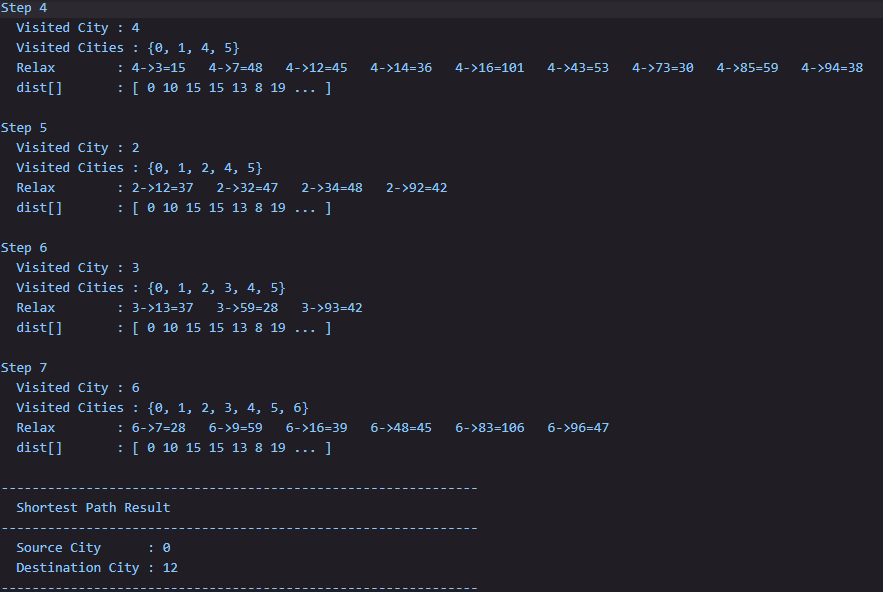 Step 4
  Visited City : 4
  Visited Cities : {0, 1, 4, 5}
  Relax        : 4->3=15   4->7=48   4->12=45   4->14=36   4->16=101   4->43=53   4->73=30   4->85=59   4->94=38
  dist[]       : [ 0 10 15 15 13 8 19 ... ]

Step 5
  Visited City : 2
  Visited Cities : {0, 1, 2, 4, 5}
  Relax        : 2->12=37   2->32=47   2->34=48   2->92=42
  dist[]       : [ 0 10 15 15 13 8 19 ... ]

Step 6
  Visited City : 3
  Visited Cities : {0, 1, 2, 3, 4, 5}
  Relax        : 3->13=37   3->59=28   3->93=42
  dist[]       : [ 0 10 15 15 13 8 19 ... ]

Step 7
  Visited City : 6
  Visited Cities : {0, 1, 2, 3, 4, 5, 6}
  Relax        : 6->7=28   6->9=59   6->16=39   6->48=45   6->83=106   6->96=47
  dist[]       : [ 0 10 15 15 13 8 19 ... ]

--------------------------------------------------------------
  Shortest Path Result
--------------------------------------------------------------
  Source City      : 0
  Destination City : 12
--------------------------------------------------------------